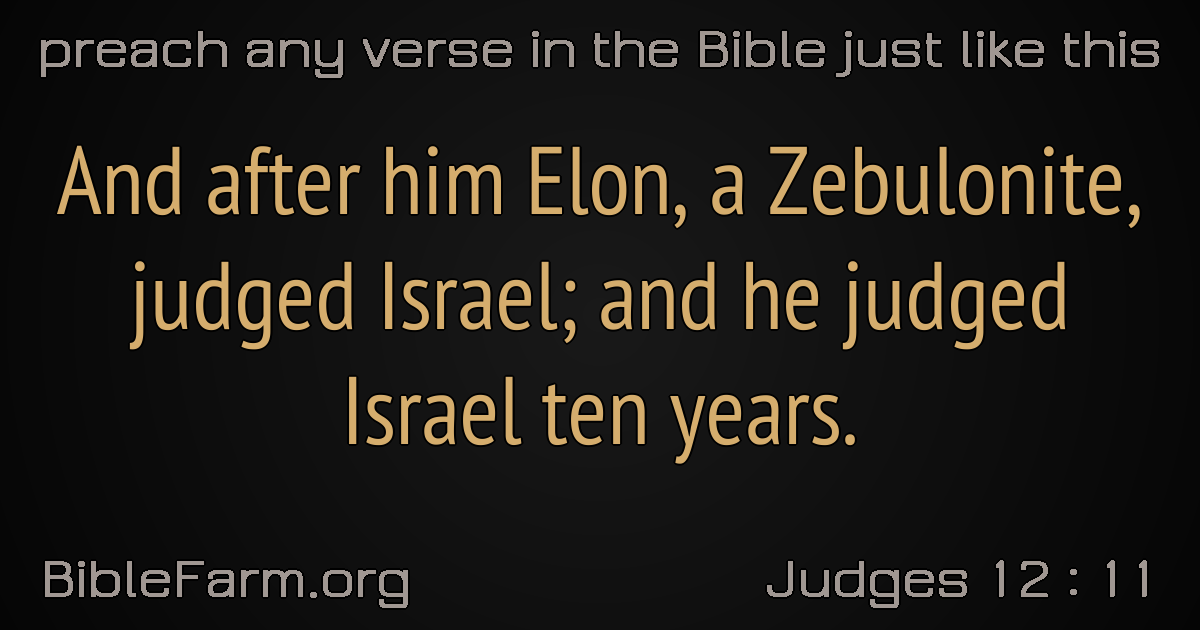 preach any verse in the Bible just like this
And after him Elon, a Zebulonite,
judged Israel; and he judged
Israel ten years.
BibleFarm.org
Judges 12 : 11